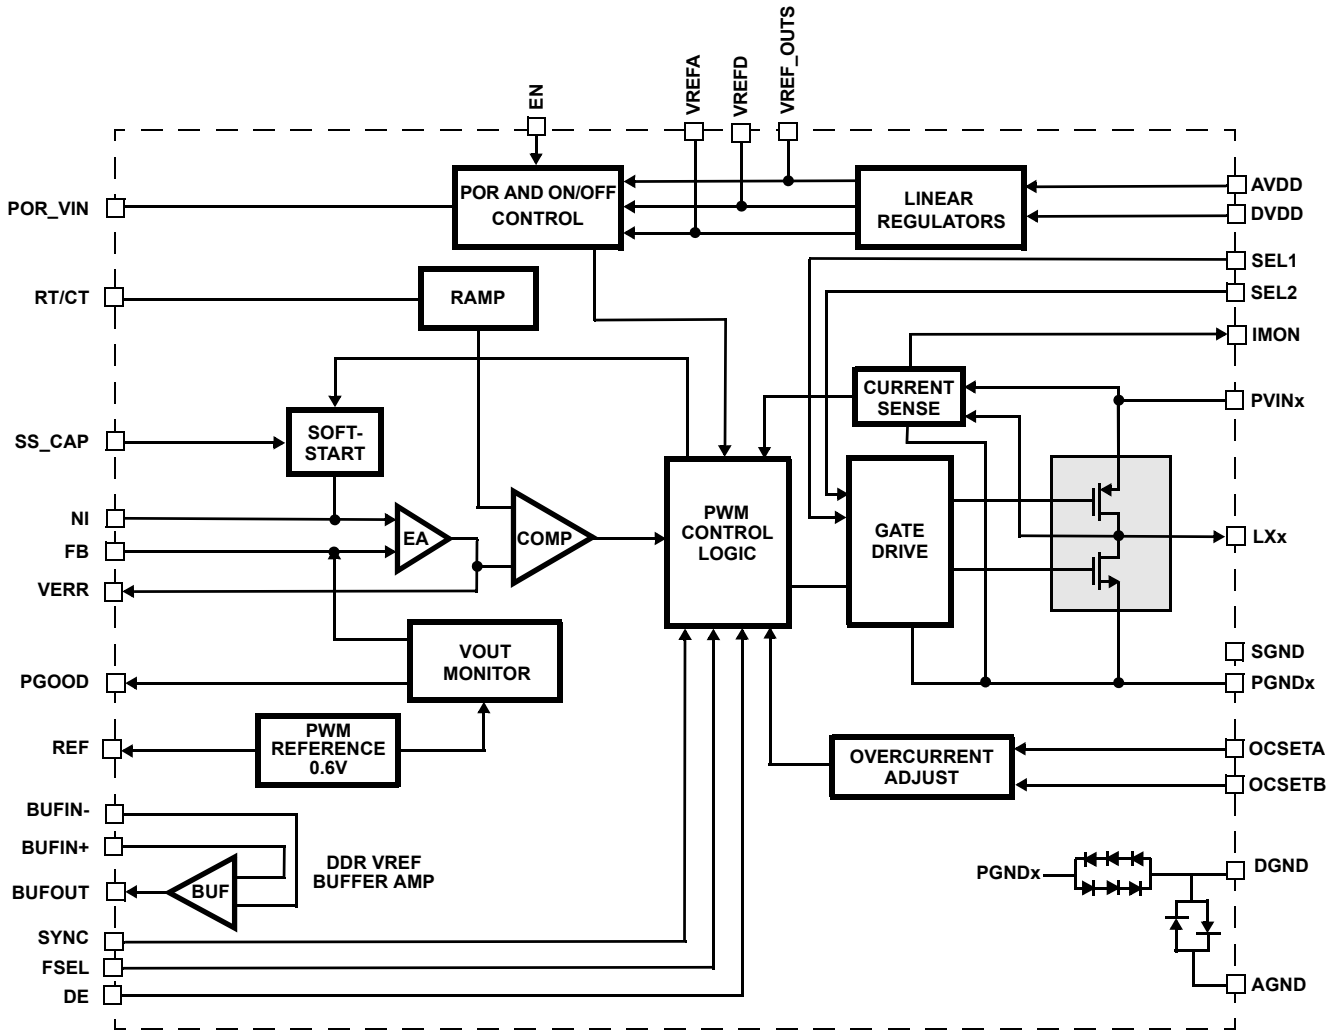 EN
VREFA
VREFD
VREF_OUTS
POR_VIN
POR AND ON/OFF
CONTROL
LINEAR
REGULATORS
AVDD
DVDD
SEL1
SEL2
RT/CT
RAMP
IMON
CURRENT
SENSE
PVINx
SS_CAP
SOFT-
START
NI
FB
VERR
EA
COMP
PWM
CONTROL
LOGIC
GATE
DRIVE
LXx
VOUT
MONITOR
SGND
PGNDx
PGOOD
REF
PWM
REFERENCE
0.6V
OVERCURRENT
ADJUST
OCSETA
OCSETB
BUFIN-
BUFIN+
BUFOUT
BUF
DDR VREF
BUFFER AMP
PGNDx
DGND
SYNC
FSEL
DE
AGND